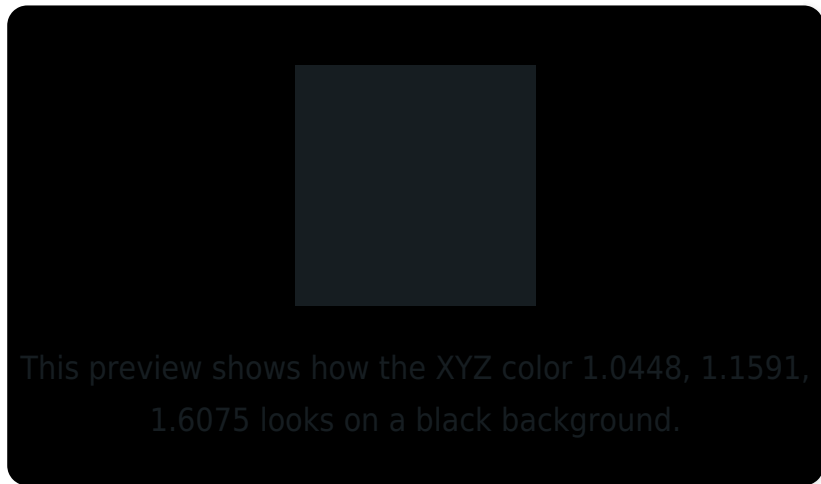 This preview shows how the XYZ color 1.0448, 1.1591,
1.6075 looks on a black background.